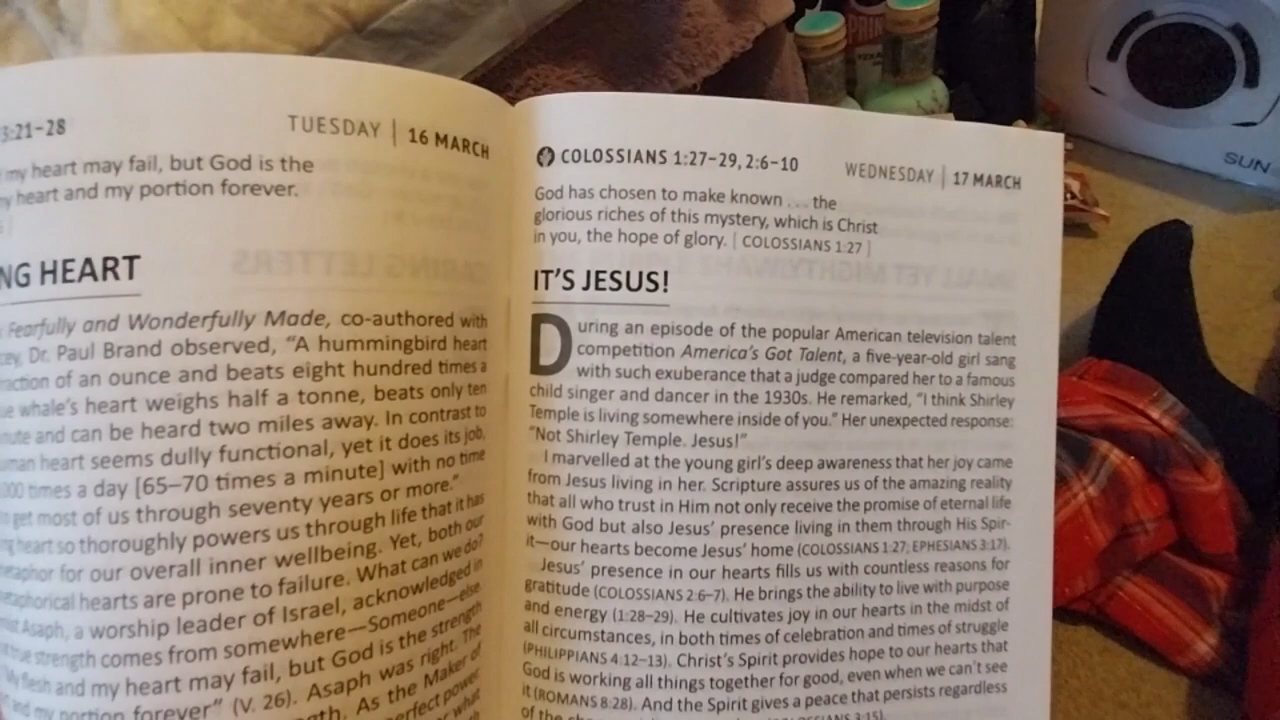 3:21–28
TUESDAY | 16 MARCH
my heart may fail, but God is the
heart and my portion forever.
NG HEART
Fearfully and Wonderfully Made, co-authored with
Dr. Paul Brand observed, “A hummingbird heart
of an ounce and beats eight hundred times a
whale’s heart weighs half a tonne, beats only ten
and can be heard two miles away. In contrast to
heart seems dully functional, yet it does its job,
times a day [65–70 times a minute] with no time
get most of us through seventy years or more.”
heart so thoroughly powers us through life that it has
for our overall inner wellbeing. Yet, both our
hearts are prone to failure. What can we do?
Asaph, a worship leader of Israel, acknowledged in
strength comes from somewhere—Someone—else.
flesh and my heart may fail, but God is the strength
and my portion forever” (V. 26). Asaph was right. The
As the Maker of
perfect power
what
COLOSSIANS 1:27–29, 2:6–10
WEDNESDAY | 17 MARCH
God has chosen to make known . . . the
glorious riches of this mystery, which is Christ
in you, the hope of glory. | COLOSSIANS 1:27 |
IT’S JESUS!
During an episode of the popular American television talent
competition America’s Got Talent, a five-year-old girl sang
with such exuberance that a judge compared her to a famous
child singer and dancer in the 1930s. He remarked, “I think Shirley
Temple is living somewhere inside of you.” Her unexpected response:
“Not Shirley Temple. Jesus!”
I marvelled at the young girl’s deep awareness that her joy came
from Jesus living in her. Scripture assures us of the amazing reality
that all who trust in Him not only receive the promise of eternal life
with God but also Jesus’ presence living in them through His Spir-
it—our hearts become Jesus’ home (COLOSSIANS 1:27; EPHESIANS 3:17).
Jesus’ presence in our hearts fills us with countless reasons for
gratitude (COLOSSIANS 2:6–7). He brings the ability to live with purpose
and energy (1:28–29). He cultivates joy in our hearts in the midst of
all circumstances, in both times of celebration and times of struggle
(PHILIPPIANS 4:12–13). Christ’s Spirit provides hope to our hearts that
God is working all things together for good, even when we can’t see
it (ROMANS 8:28). And the Spirit gives a peace that persists regardless
of the
SUN